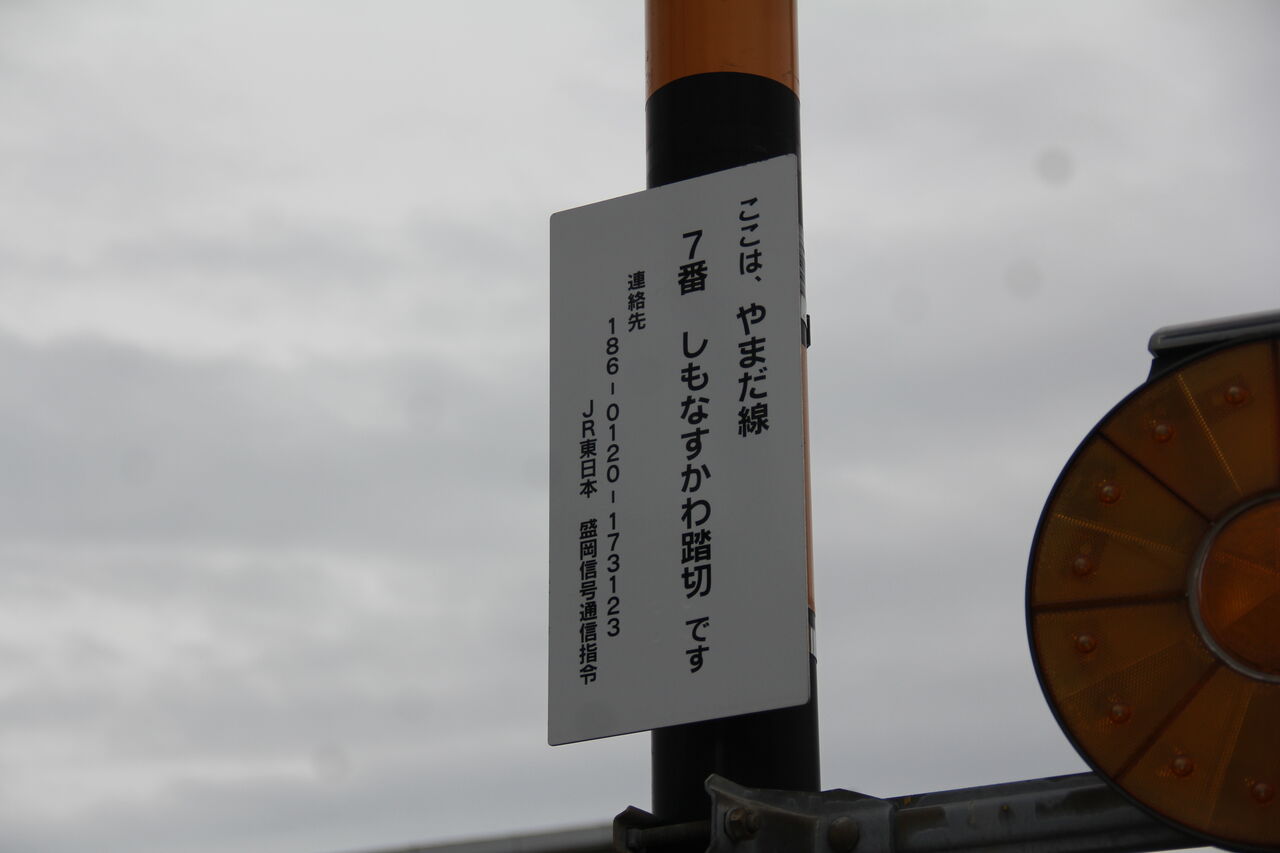 ここは、やまだ線
7番 しもなすかわ踏切 です
連絡先
186-0120-173123
JR東日本 盛岡信号通信指令